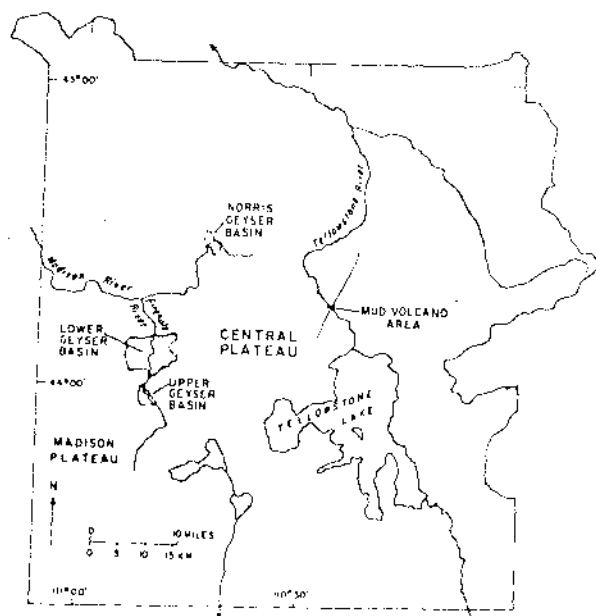 45°00'
NORRIS
GEYSER
BASIN
Yellowstone River
Madison River
Firehole River
LOWER
GEYSER
BASIN
CENTRAL
PLATEAU
MUD VOLCANO
AREA
44°00'
UPPER
GEYSER
BASIN
YELLOWSTONE
LAKE
MADISON
PLATEAU
N
0 10 MILES
0 5 10 15 KM
111°00'
110°30'